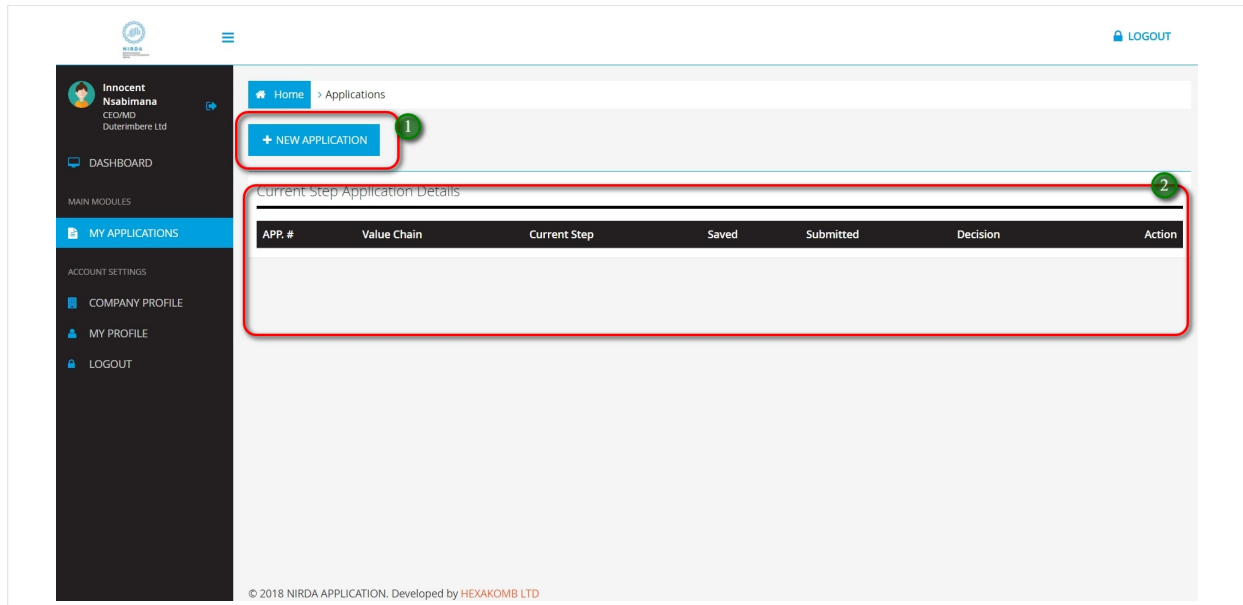 NIRDA
LOGOUT
Innocent
Nsabimana
CEO/MD
Duterimbere Ltd
DASHBOARD
MAIN MODULES
MY APPLICATIONS
ACCOUNT SETTINGS
COMPANY PROFILE
MY PROFILE
LOGOUT
Home > Applications
+ NEW APPLICATION
1
Current Step Application Details
2
APP. # Value Chain Current Step Saved Submitted Decision Action
© 2018 NIRDA APPLICATION. Developed by HEXAKOMB LTD